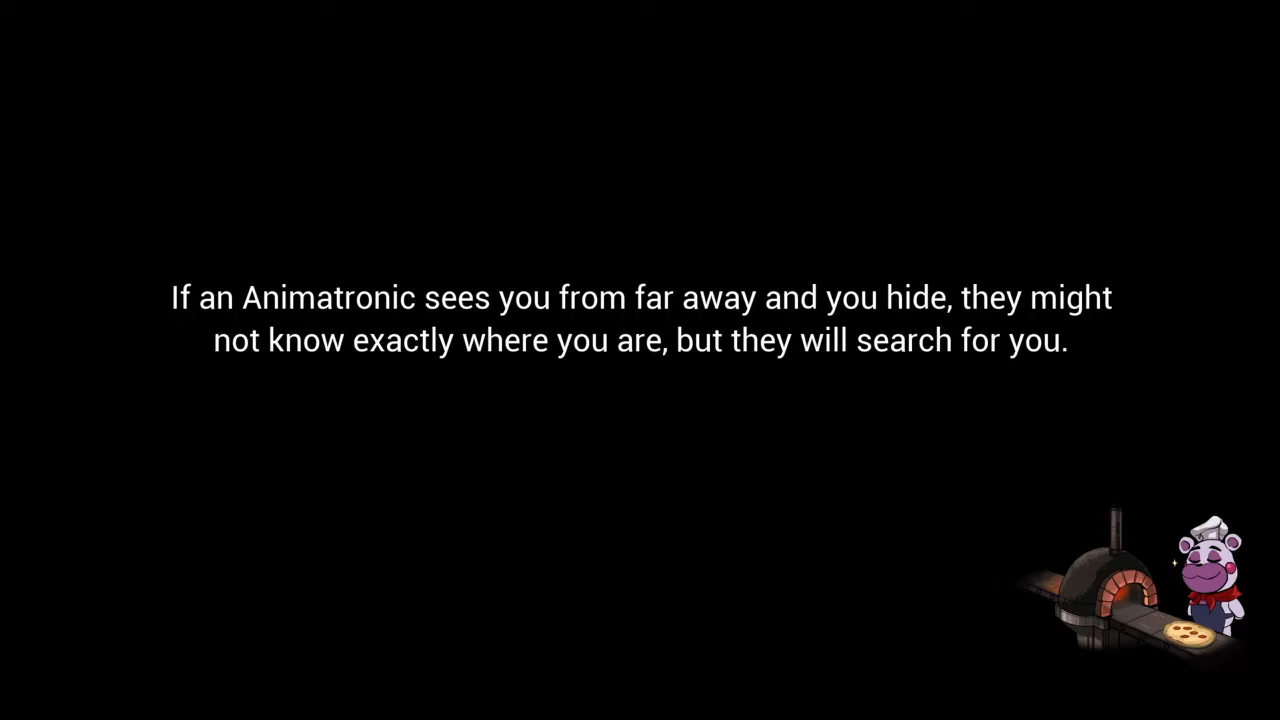 If an Animatronic sees you from far away and you hide, they might
not know exactly where you are, but they will search for you.